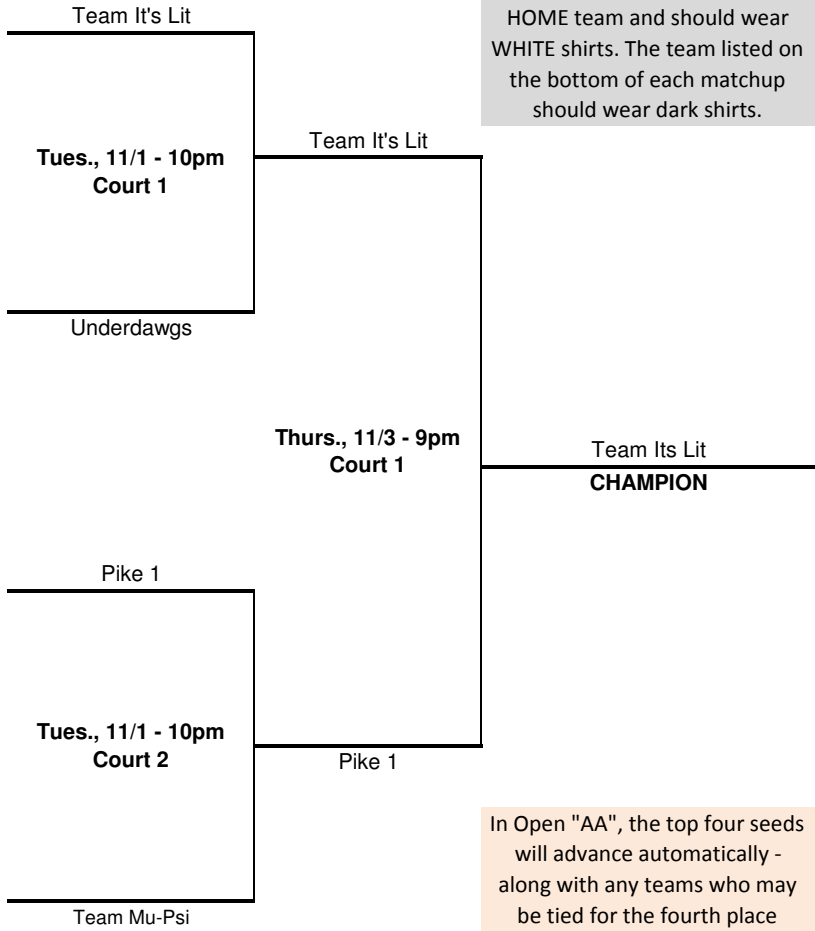 Team It's Lit
HOME team and should wear
WHITE shirts. The team listed on
the bottom of each matchup
should wear dark shirts.
Tues., 11/1 - 10pm
Court 1
Team It's Lit
Underdawgs
Thurs., 11/3 - 9pm
Court 1
Team Its Lit
CHAMPION
Pike 1
Tues., 11/1 - 10pm
Court 2
Pike 1
In Open "AA", the top four seeds
will advance automatically -
along with any teams who may
be tied for the fourth place
Team Mu-Psi